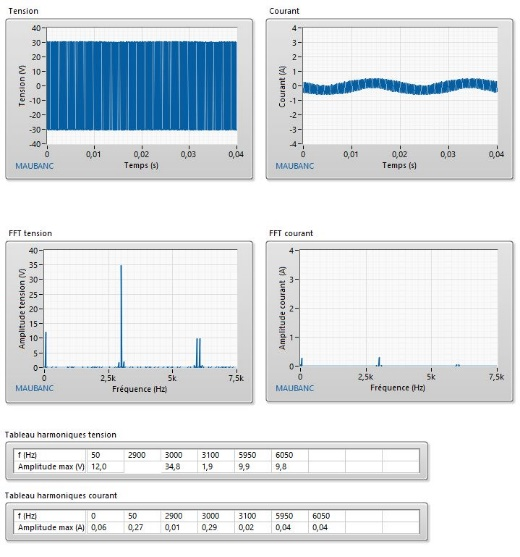 Tension
Courant
40
30
20
10
0
-10
-20
-30
-40
Tension (V)
0
0,01
0,02
0,03
0,04
Temps (s)
MAUBANC
4
3
2
1
0
-1
-2
-3
-4
Courant (A)
0
0,01
0,02
0,03
0,04
Temps (s)
MAUBANC
FFT tension
FFT courant
40
35
30
25
20
15
10
5
0
Amplitude tension (V)
0
2,5k
5k
7,5k
Fréquence (Hz)
MAUBANC
4
3
2
1
0
Amplitude courant (A)
0
2,5k
5k
7,5k
Fréquence (Hz)
MAUBANC
Tableau harmoniques tension
f (Hz) 50 2900 3000 3100 5950 6050
Amplitude max (V) 12,0 34,8 1,9 9,9 9,8
Tableau harmoniques courant
f (Hz) 0 50 2900 3000 3100 5950 6050
Amplitude max (A) 0,06 0,27 0,01 0,29 0,02 0,04 0,04